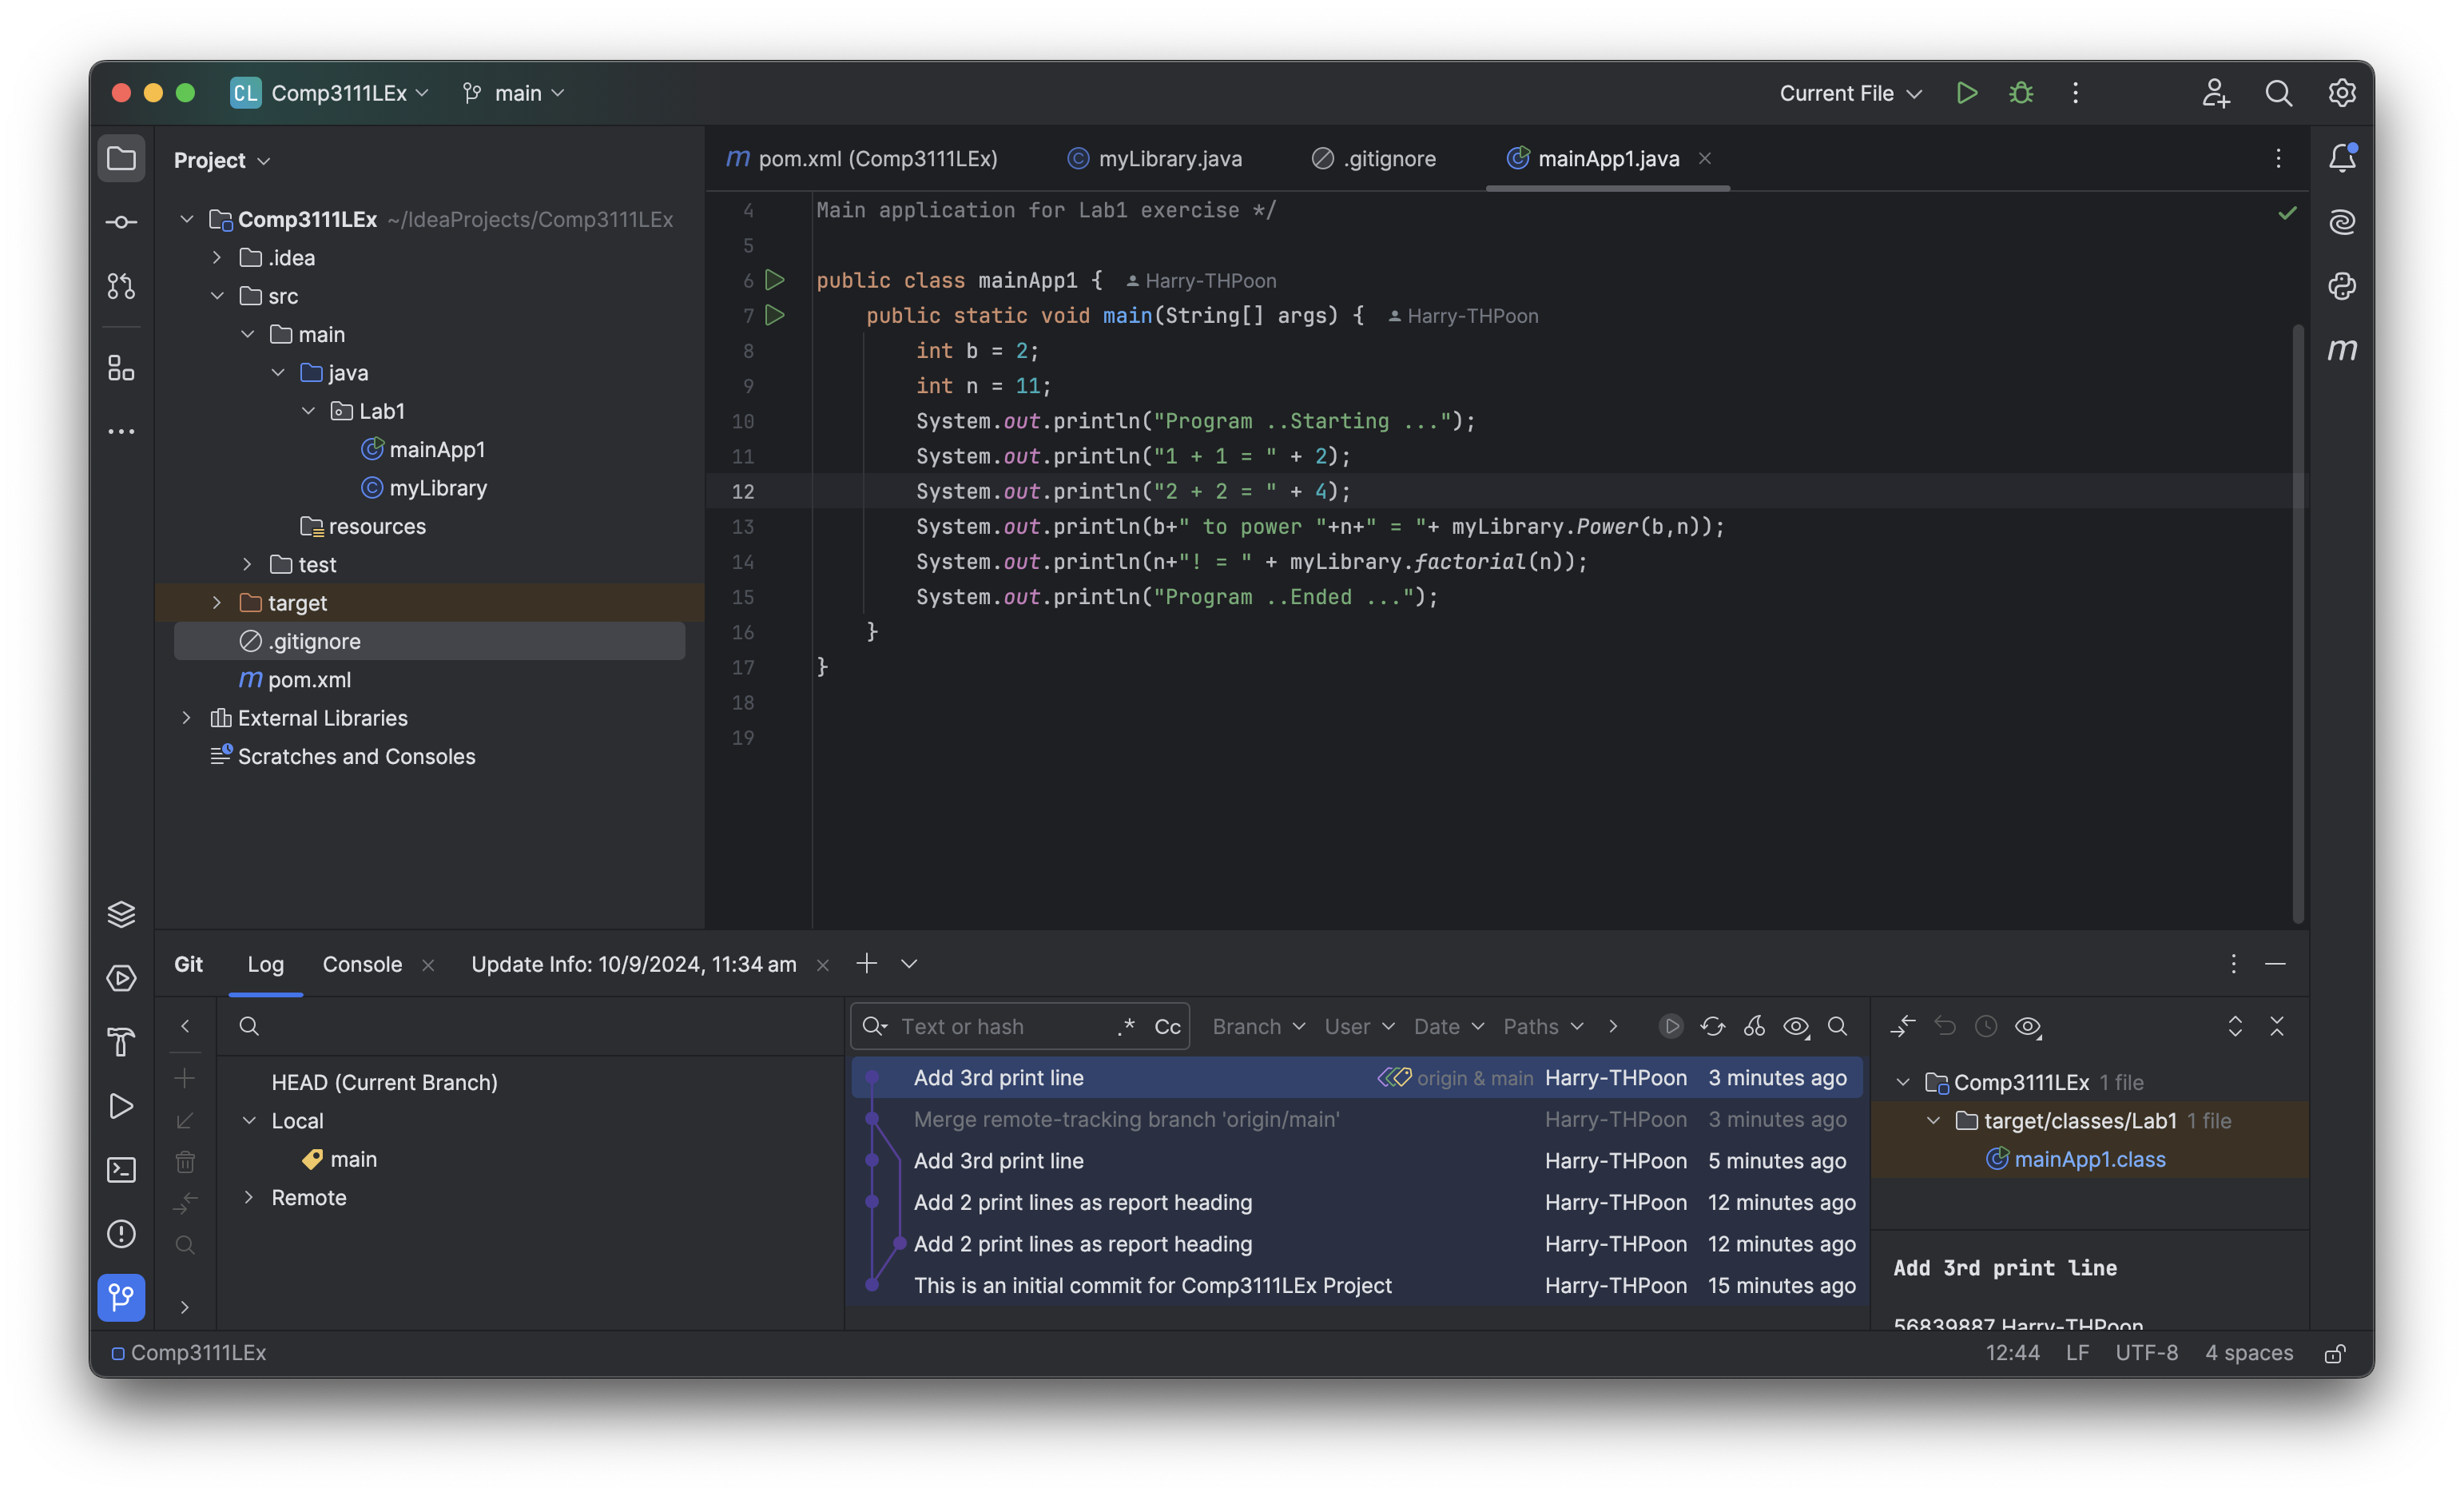 CL Comp3111LEx main Current File
Project
Comp3111LEx ~/IdeaProjects/Comp3111LEx
.idea
src
main
java
Lab1
mainApp1
myLibrary
resources
test
target
.gitignore
m pom.xml
External Libraries
Scratches and Consoles
m pom.xml (Comp3111LEx) myLibrary.java .gitignore mainApp1.java
4 Main application for Lab1 exercise */
5
6 public class mainApp1 { Harry-THPoon
7 public static void main(String[] args) { Harry-THPoon
8 int b = 2;
9 int n = 11;
10 System.out.println("Program ..Starting ...");
11 System.out.println("1 + 1 = " + 2);
12 System.out.println("2 + 2 = " + 4);
13 System.out.println(b+" to power "+n+" = "+ myLibrary.Power(b,n));
14 System.out.println(n+"! = " + myLibrary.factorial(n));
15 System.out.println("Program ..Ended ...");
16 }
17 }
18
19
m
Git Log Console Update Info: 10/9/2024, 11:34 am
HEAD (Current Branch)
Local
main
Remote
Text or hash .* Cc Branch User Date Paths
Add 3rd print line origin & main Harry-THPoon 3 minutes ago
Merge remote-tracking branch 'origin/main' Harry-THPoon 3 minutes ago
Add 3rd print line Harry-THPoon 5 minutes ago
Add 2 print lines as report heading Harry-THPoon 12 minutes ago
Add 2 print lines as report heading Harry-THPoon 12 minutes ago
This is an initial commit for Comp3111LEx Project Harry-THPoon 15 minutes ago
Comp3111LEx 1 file
target/classes/Lab1 1 file
mainApp1.class
Add 3rd print line
56839887 Harry-THPoon
Comp3111LEx 12:44 LF UTF-8 4 spaces